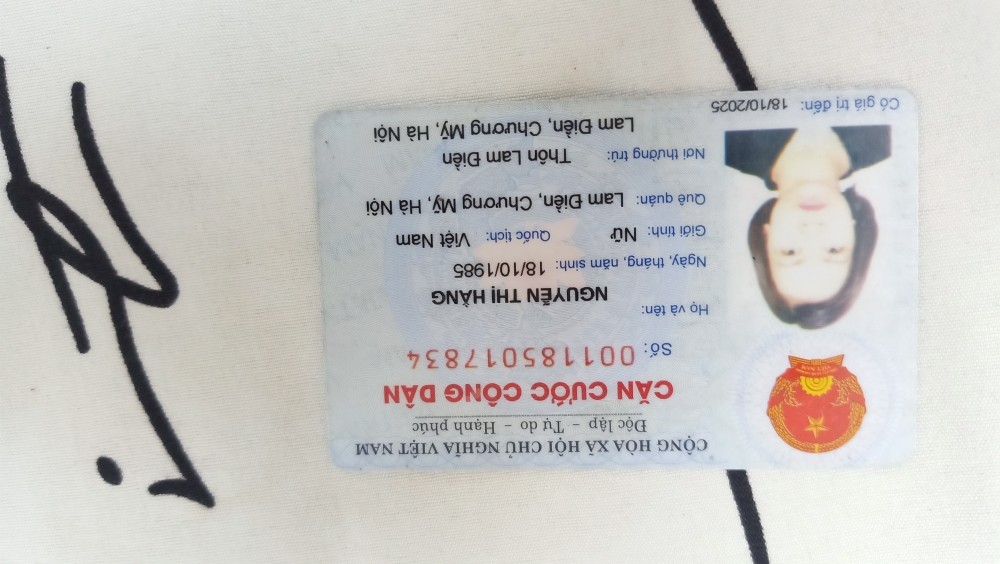 CỘNG HÒA XÃ HỘI CHỦ NGHĨA VIỆT NAM
Độc lập - Tự do - Hạnh phúc
CĂN CƯỚC CÔNG DÂN
Số: 001185017834
Họ và tên:
NGUYỄN THỊ HẰNG
Ngày, tháng, năm sinh: 18/10/1985
Giới tính: Nữ Quốc tịch: Việt Nam
Quê quán: Lam Điền, Chương Mỹ, Hà Nội
Nơi thường trú: Thôn Lam Điền
Lam Điền, Chương Mỹ, Hà Nội
Có giá trị đến: 18/10/2025